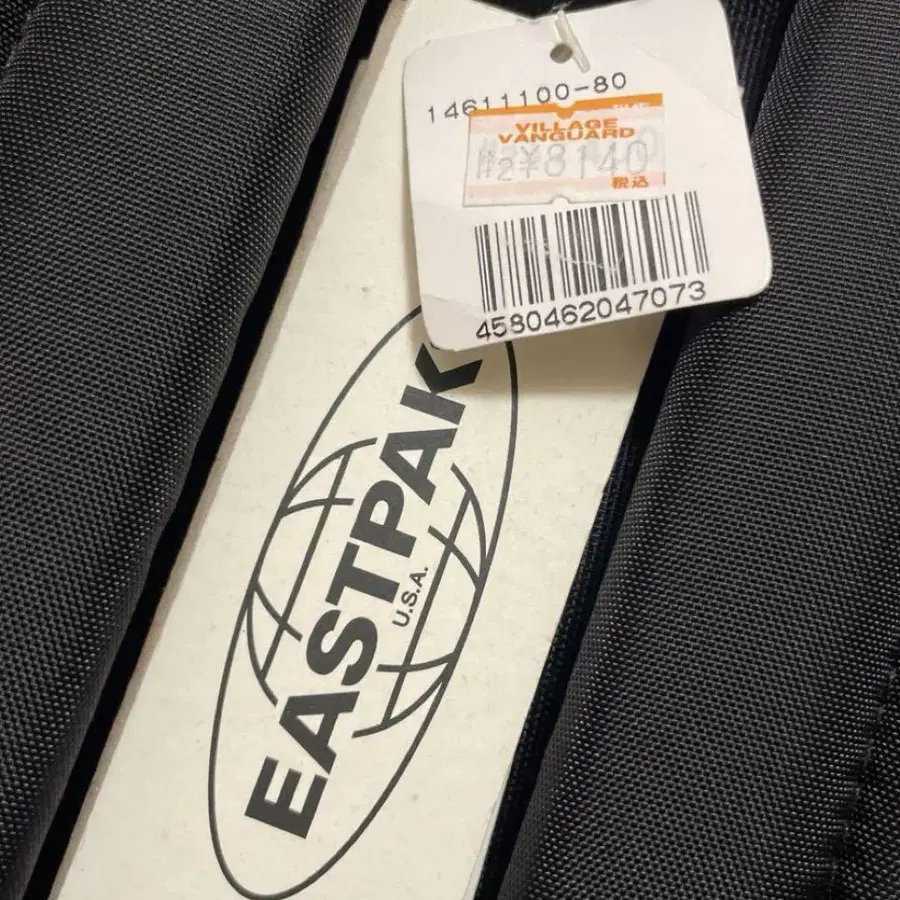 14611100-80
VILLAGE
VANGUARD
¥8140
税込
4580462047073
EASTPAK
U.S.A.